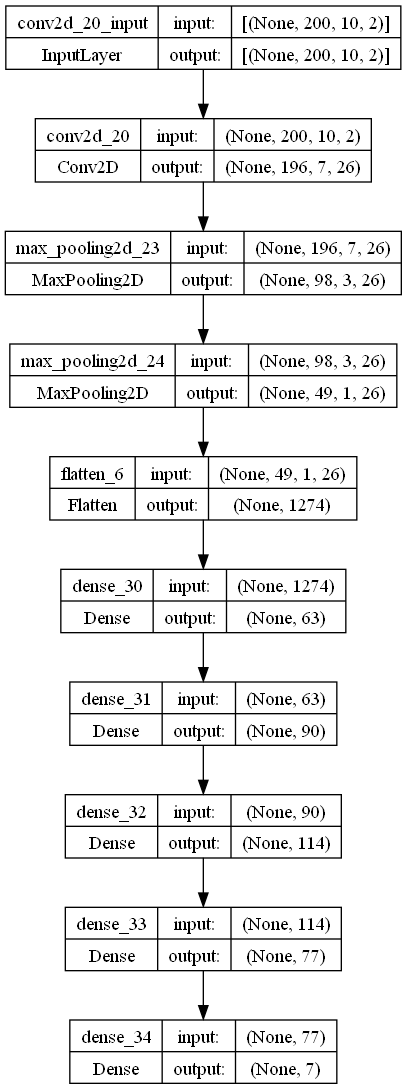 conv2d_20_input input: [(None, 200, 10, 2)]
InputLayer output: [(None, 200, 10, 2)]
conv2d_20 input: (None, 200, 10, 2)
Conv2D output: (None, 196, 7, 26)
max_pooling2d_23 input: (None, 196, 7, 26)
MaxPooling2D output: (None, 98, 3, 26)
max_pooling2d_24 input: (None, 98, 3, 26)
MaxPooling2D output: (None, 49, 1, 26)
flatten_6 input: (None, 49, 1, 26)
Flatten output: (None, 1274)
dense_30 input: (None, 1274)
Dense output: (None, 63)
dense_31 input: (None, 63)
Dense output: (None, 90)
dense_32 input: (None, 90)
Dense output: (None, 114)
dense_33 input: (None, 114)
Dense output: (None, 77)
dense_34 input: (None, 77)
Dense output: (None, 7)